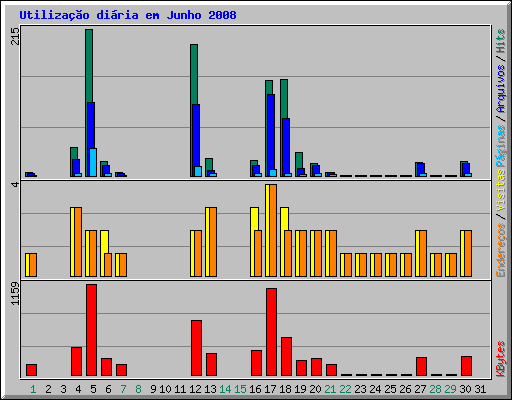 Utilização diária em Junho 2008
215
4
1159
Endereços / Visitas Páginas / Arquivos / Hits
KBytes
1 2 3 4 5 6 7 8 9 10 11 12 13 14 15 16 17 18 19 20 21 22 23 24 25 26 27 28 29 30 31